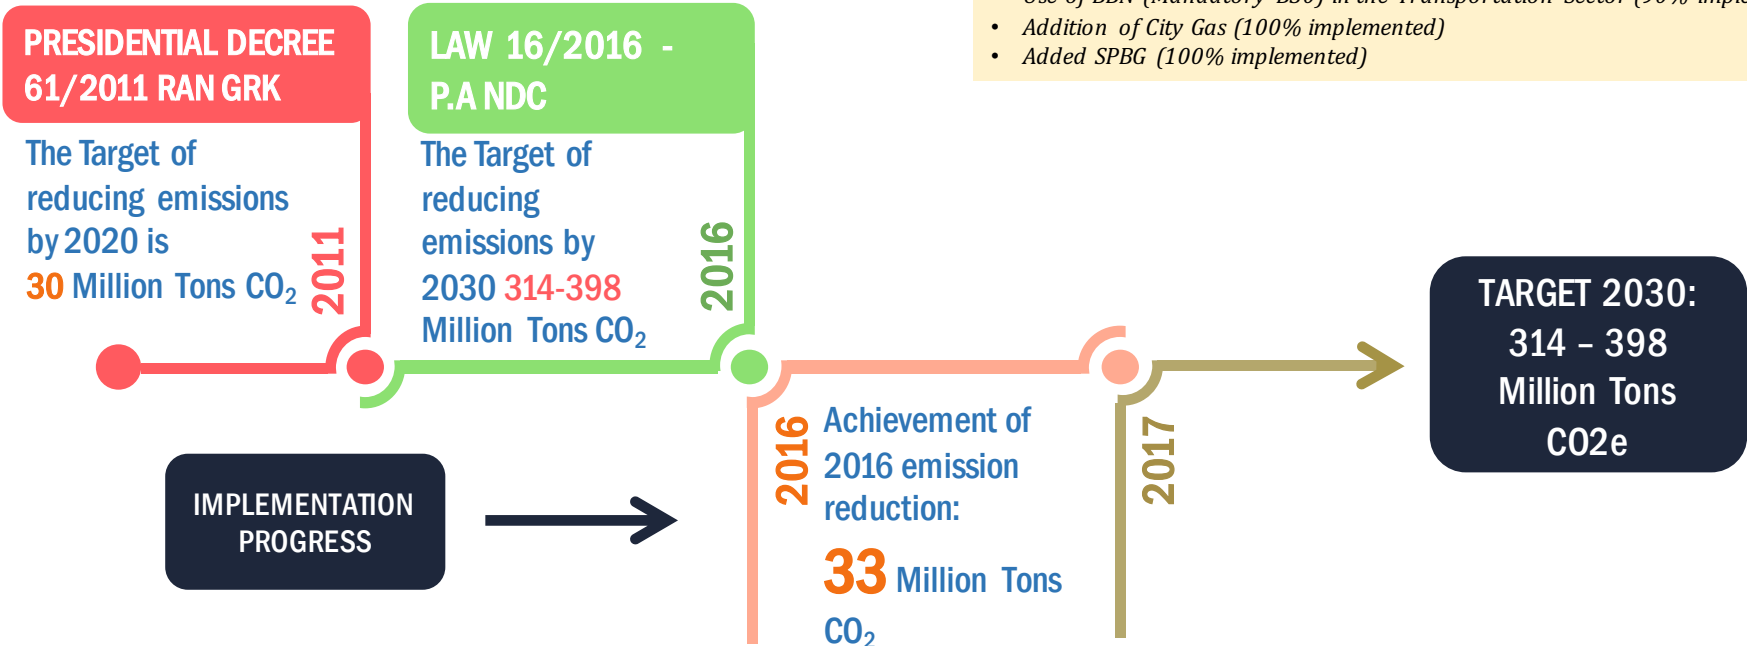 PRESIDENTIAL DECREE
61/2011 RAN GRK
The Target of
reducing emissions
by 2020 is
30 Million Tons CO2
2011
LAW 16/2016 -
P.A NDC
The Target of
reducing
emissions by
2030 314-398
Million Tons CO2
2016
• Addition of City Gas (100% implemented)
• Added SPBG (100% implemented)
IMPLEMENTATION
PROGRESS
2016
Achievement of
2016 emission
reduction:
33 Million Tons
CO2
2017
TARGET 2030:
314 – 398
Million Tons
CO2e